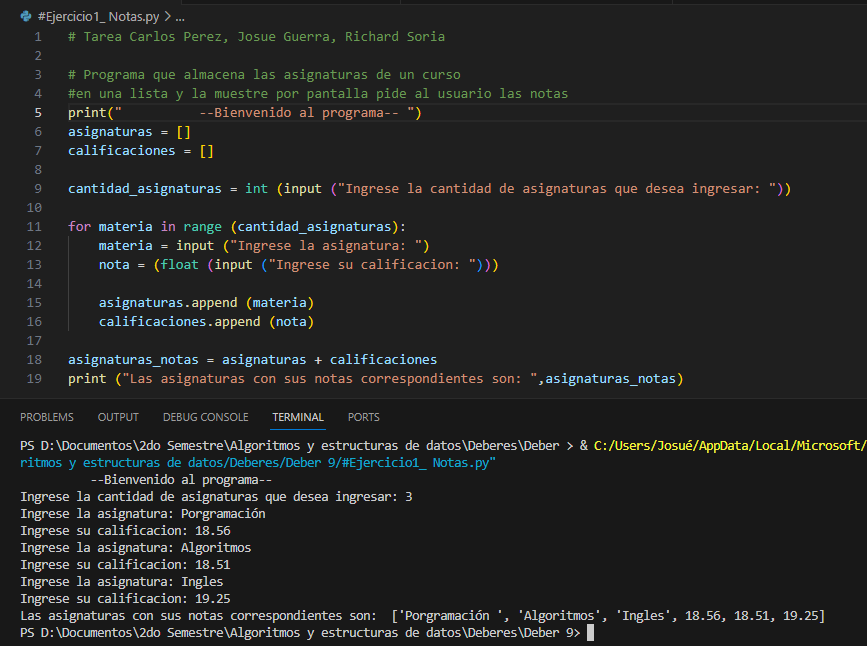 #Ejercicio1_ Notas.py > ...
1 # Tarea Carlos Perez, Josue Guerra, Richard Soria
2
3 # Programa que almacena las asignaturas de un curso
4 #en una lista y la muestre por pantalla pide al usuario las notas
5 print("          --Bienvenido al programa-- ")
6 asignaturas = []
7 calificaciones = []
8
9 cantidad_asignaturas = int (input ("Ingrese la cantidad de asignaturas que desea ingresar: "))
10
11 for materia in range (cantidad_asignaturas):
12     materia = input ("Ingrese la asignatura: ")
13     nota = (float (input ("Ingrese su calificacion: ")))
14
15     asignaturas.append (materia)
16     calificaciones.append (nota)
17
18 asignaturas_notas = asignaturas + calificaciones
19 print ("Las asignaturas con sus notas correspondientes son: ",asignaturas_notas)
PROBLEMS OUTPUT DEBUG CONSOLE TERMINAL PORTS
PS D:\Documentos\2do Semestre\Algoritmos y estructuras de datos\Deberes\Deber > & C:/Users/Josué/AppData/Local/Microsoft/
ritmos y estructuras de datos/Deberes/Deber 9/#Ejercicio1_ Notas.py"
          --Bienvenido al programa--
Ingrese la cantidad de asignaturas que desea ingresar: 3
Ingrese la asignatura: Porgramación
Ingrese su calificacion: 18.56
Ingrese la asignatura: Algoritmos
Ingrese su calificacion: 18.51
Ingrese la asignatura: Ingles
Ingrese su calificacion: 19.25
Las asignaturas con sus notas correspondientes son:  ['Porgramación ', 'Algoritmos', 'Ingles', 18.56, 18.51, 19.25]
PS D:\Documentos\2do Semestre\Algoritmos y estructuras de datos\Deberes\Deber 9>